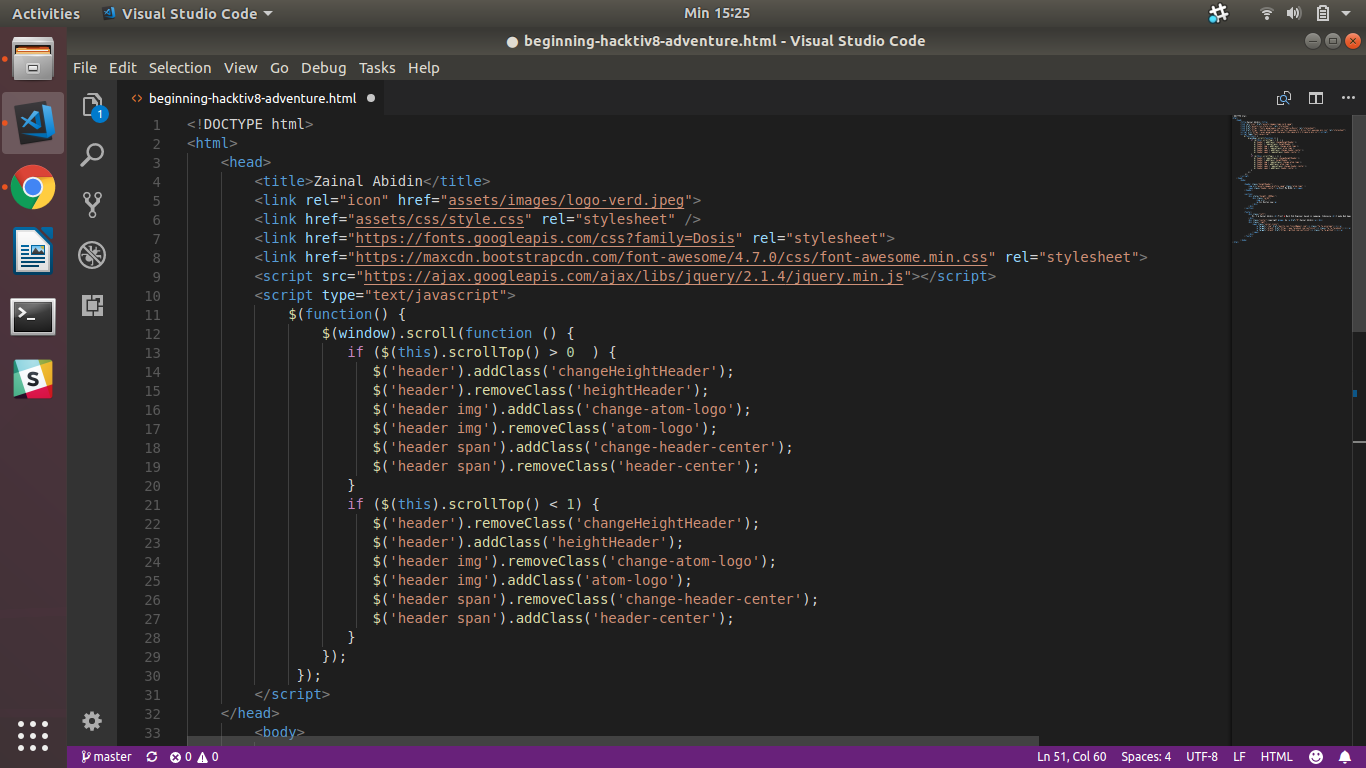 Activities Visual Studio Code Min 15:25
● beginning-hacktiv8-adventure.html - Visual Studio Code
File Edit Selection View Go Debug Tasks Help
1
<> beginning-hacktiv8-adventure.html ●
1 <!DOCTYPE html>
2 <html>
3 <head>
4 <title>Zainal Abidin</title>
5 <link rel="icon" href="assets/images/logo-verd.jpeg">
6 <link href="assets/css/style.css" rel="stylesheet" />
7 <link href="https://fonts.googleapis.com/css?family=Dosis" rel="stylesheet">
8 <link href="https://maxcdn.bootstrapcdn.com/font-awesome/4.7.0/css/font-awesome.min.css" rel="stylesheet">
9 <script src="https://ajax.googleapis.com/ajax/libs/jquery/2.1.4/jquery.min.js"></script>
10 <script type="text/javascript">
11 $(function() {
12 $(window).scroll(function () {
13 if ($(this).scrollTop() > 0  ) {
14 $('header').addClass('changeHeightHeader');
15 $('header').removeClass('heightHeader');
16 $('header img').addClass('change-atom-logo');
17 $('header img').removeClass('atom-logo');
18 $('header span').addClass('change-header-center');
19 $('header span').removeClass('header-center');
20 }
21 if ($(this).scrollTop() < 1) {
22 $('header').removeClass('changeHeightHeader');
23 $('header').addClass('heightHeader');
24 $('header img').removeClass('change-atom-logo');
25 $('header img').addClass('atom-logo');
26 $('header span').removeClass('change-header-center');
27 $('header span').addClass('header-center');
28 }
29 });
30 });
31 </script>
32 </head>
33 <body>
master 0 0 Ln 51, Col 60 Spaces: 4 UTF-8 LF HTML